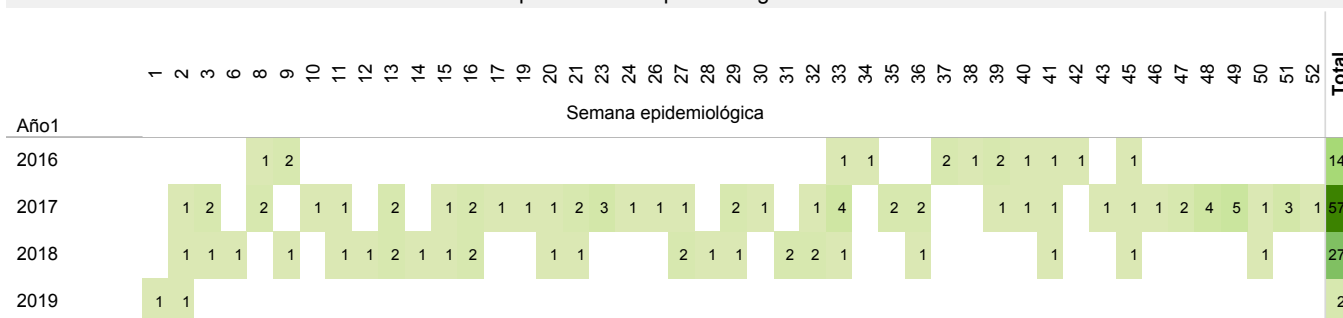 1 2 3 6 8 9 10 11 12 13 14 15 16 17 19 20 21 23 24 26 27 28 29 30 31 32 33 34 35 36 37 38 39 40 41 42 43 45 46 47 48 49 50 51 52 Total
Semana epidemiológica
Año1
2016 1 2 1 1 2 1 2 1 1 1 1 14
2017 1 2 2 1 1 2 1 2 1 1 1 2 3 1 1 1 2 1 1 4 2 2 1 1 1 1 1 1 2 4 5 1 3 1 57
2018 1 1 1 1 1 1 2 1 1 2 1 1 2 1 1 2 2 1 1 1 1 1 27
2019 1 1 2